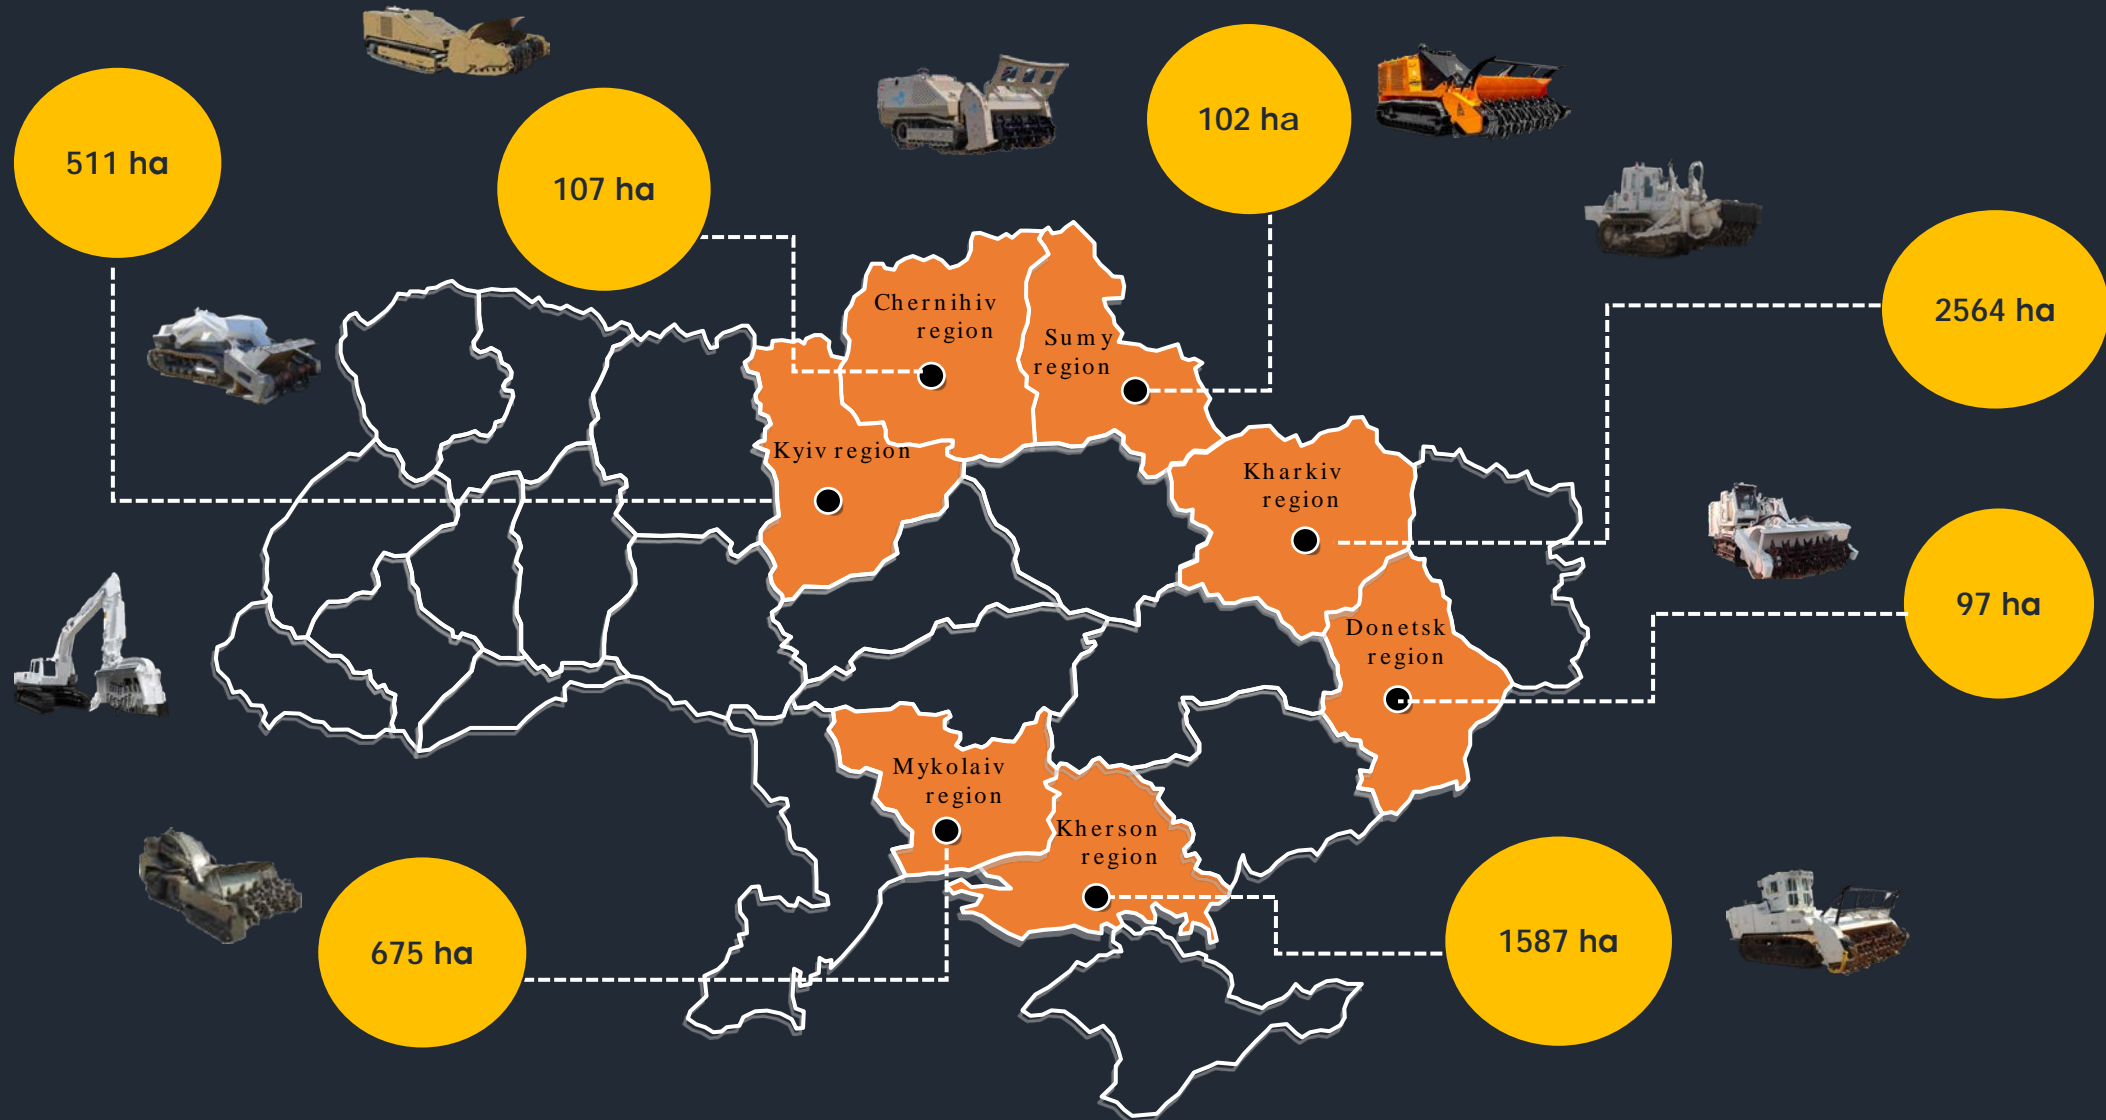 102 ha
511 ha
107 ha
Chernihiv
region
2564 ha
Sumy
region
Kyiv region
Kharkiv
region
97 ha
Donetsk
region
Mykolaiv
region
Kherson
region
675 ha
1587 ha